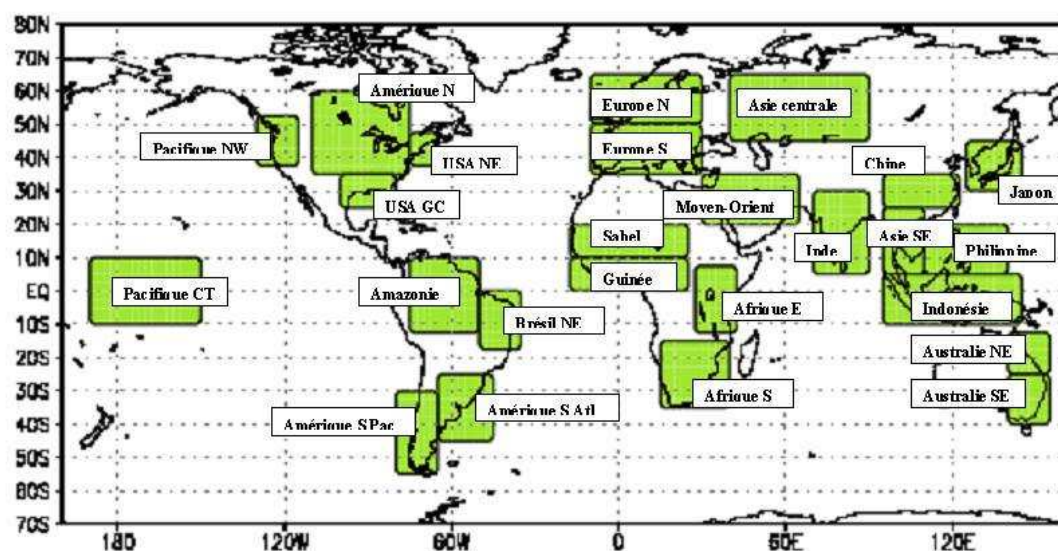 80N
70N
60N
50N
40N
30N
20N
10N
EQ
10S
20S
30S
40S
50S
60S
70S
Amérique N
Europe N
Asie centrale
Pacifique NW
USA NE
Europe S
Chine
USA GC
Moyen-Orient
Japon
Sahel
Inde
Asie SE
Philippine
Pacifique CT
Amazonie
Guinée
Brésil NE
Afrique E
Indonésie
Australie NE
Amérique S Pac
Amérique S Atl
Afrique S
Australie SE
180
120W
60W
0
60E
120E